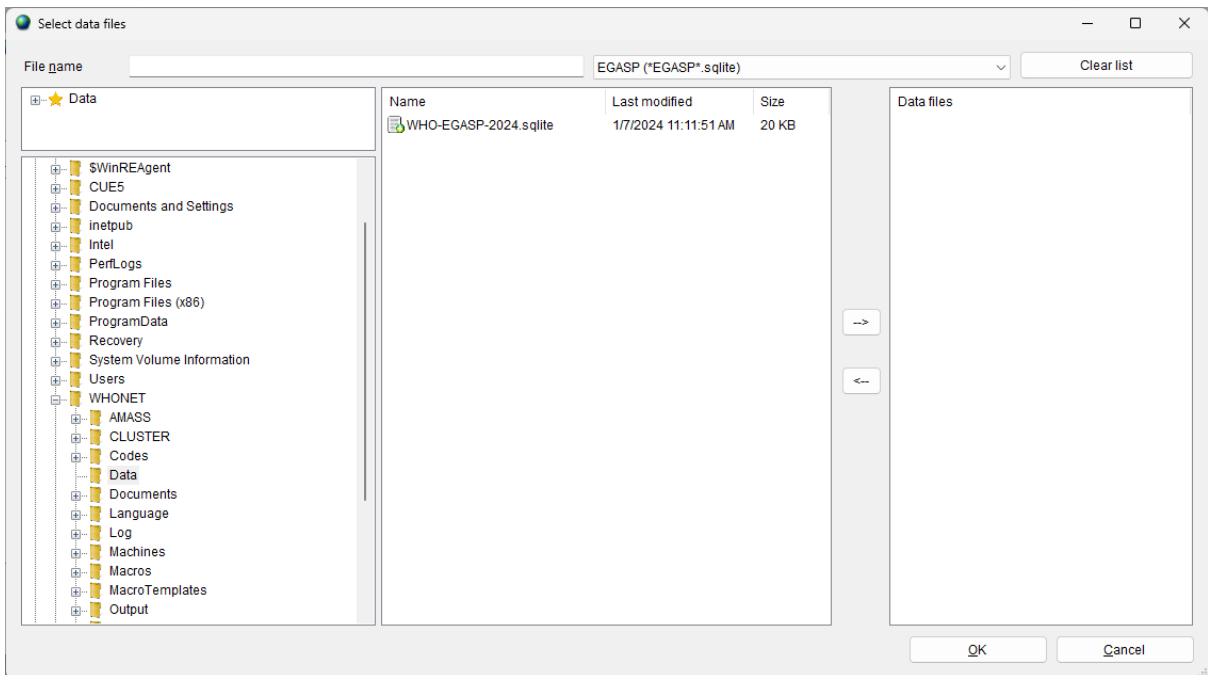 Select data files
File name
EGASP (*EGASP*.sqlite)
Clear list
Data
$WinREAgent
CUE5
Documents and Settings
inetpub
Intel
PerfLogs
Program Files
Program Files (x86)
ProgramData
Recovery
System Volume Information
Users
WHONET
AMASS
CLUSTER
Codes
Data
Documents
Language
Log
Machines
Macros
MacroTemplates
Output
Name Last modified Size
WHO-EGASP-2024.sqlite 1/7/2024 11:11:51 AM 20 KB
-->
<--
Data files
OK Cancel